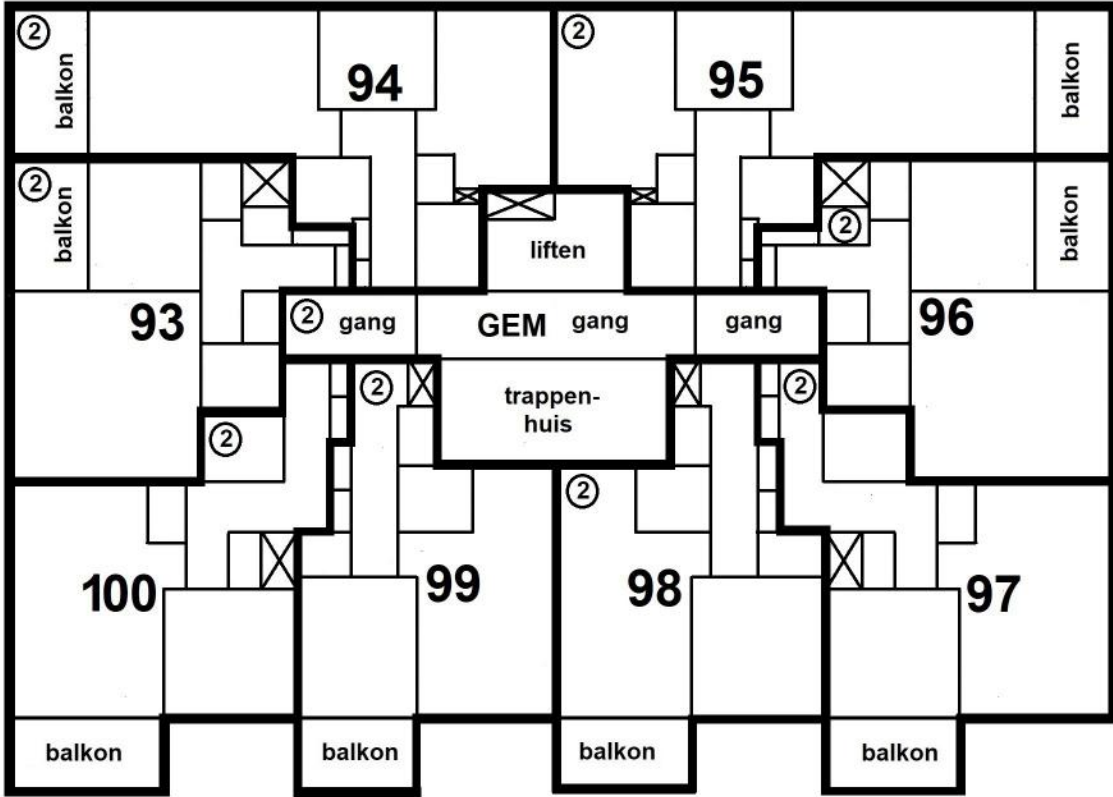 ②
②
94
95
balkon
balkon
②
balkon
balkon
②
liften
93
②
gang
GEM
gang
gang
96
②
②
trappen-
huis
②
②
100
99
98
97
balkon
balkon
balkon
balkon